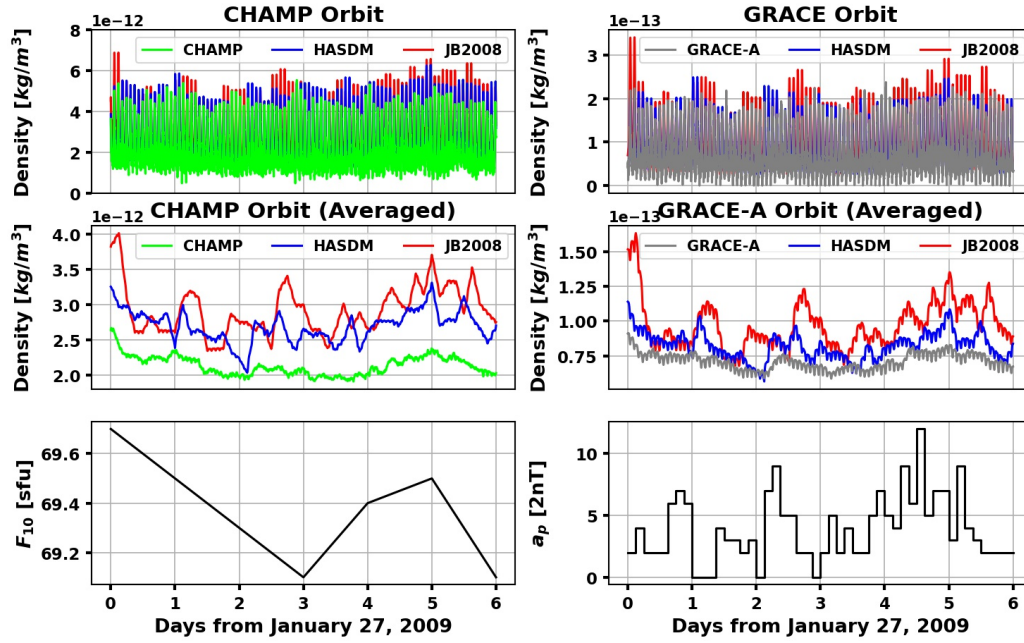 CHAMP Orbit
1e−12
CHAMP HASDM JB2008
Density [kg/m³]
8
6
4
2
0
GRACE Orbit
1e−13
GRACE-A HASDM JB2008
Density [kg/m³]
3
2
1
0
CHAMP Orbit (Averaged)
1e−12
CHAMP HASDM JB2008
Density [kg/m³]
4.0
3.5
3.0
2.5
2.0
GRACE-A Orbit (Averaged)
1e−13
GRACE-A HASDM JB2008
Density [kg/m³]
1.50
1.25
1.00
0.75
F₁₀ [sfu]
69.6
69.4
69.2
0 1 2 3 4 5 6
Days from January 27, 2009
aₚ [2nT]
10
5
0
0 1 2 3 4 5 6
Days from January 27, 2009